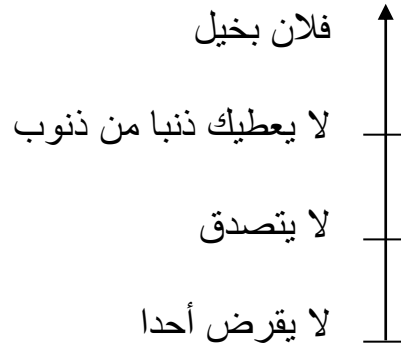 فلان بخيل
لا يعطيك ذنبا من ذنوب
لا يتصدق
لا يقرض أحدا